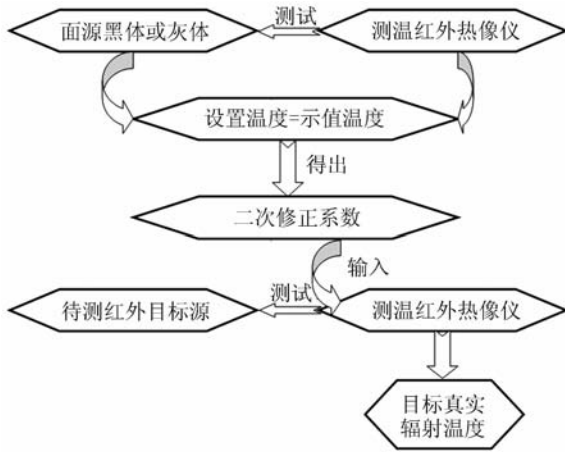 面源黑体或灰体
测试
测温红外热像仪
设置温度=示值温度
得出
二次修正系数
输入
待测红外目标源
测试
测温红外热像仪
目标真实
辐射温度